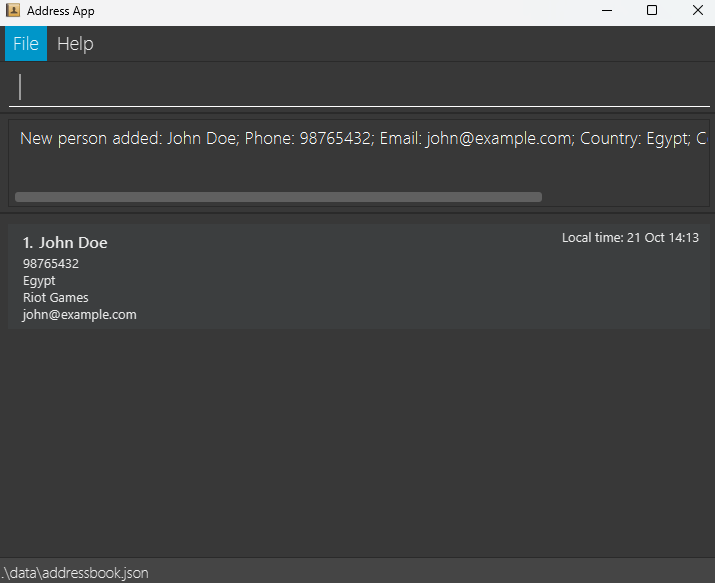 Address App
File Help
New person added: John Doe; Phone: 98765432; Email: john@example.com; Country: Egypt; C
1. John Doe
Local time: 21 Oct 14:13
98765432
Egypt
Riot Games
john@example.com
.\data\addressbook.json